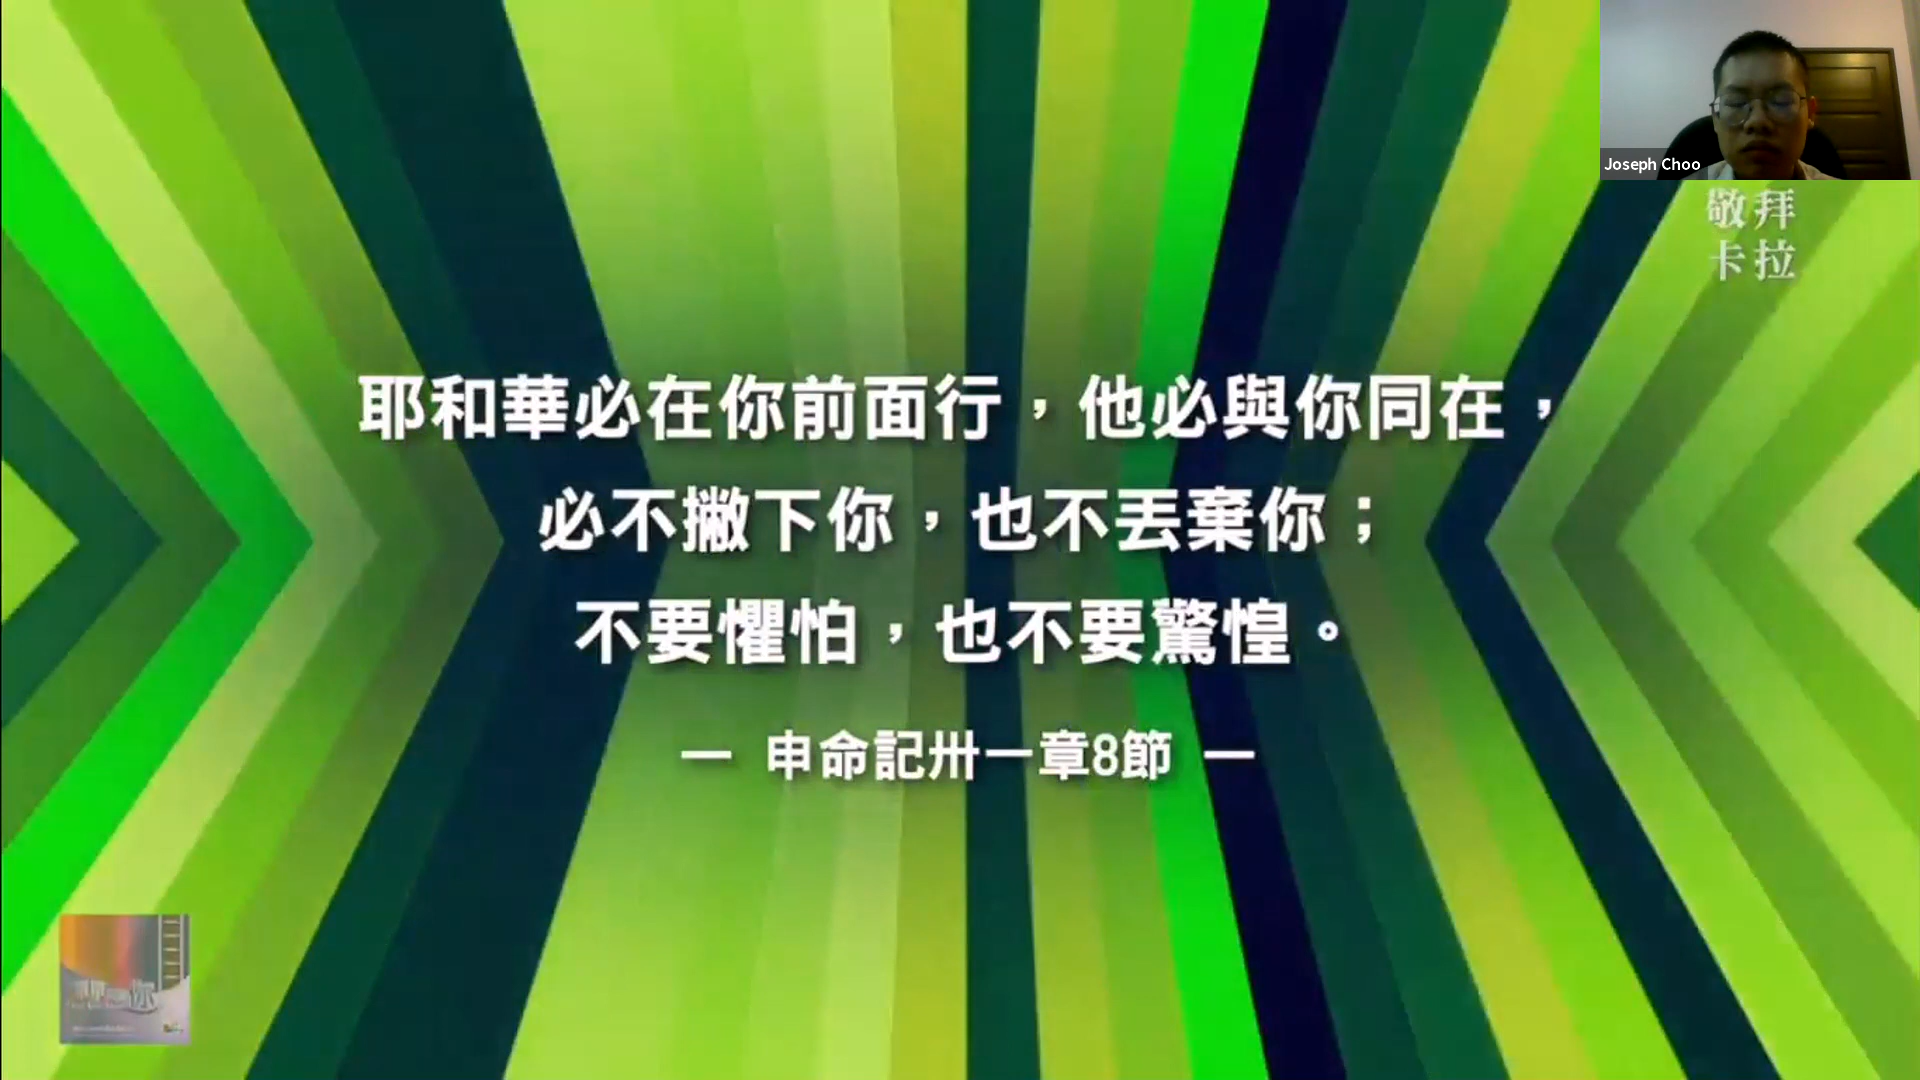 Joseph Choo
敬拜
卡拉
耶和華必在你前面行，他必與你同在，
必不撇下你，也不丟棄你；
不要懼怕，也不要驚惶。
— 申命記卅一章8節 —
你